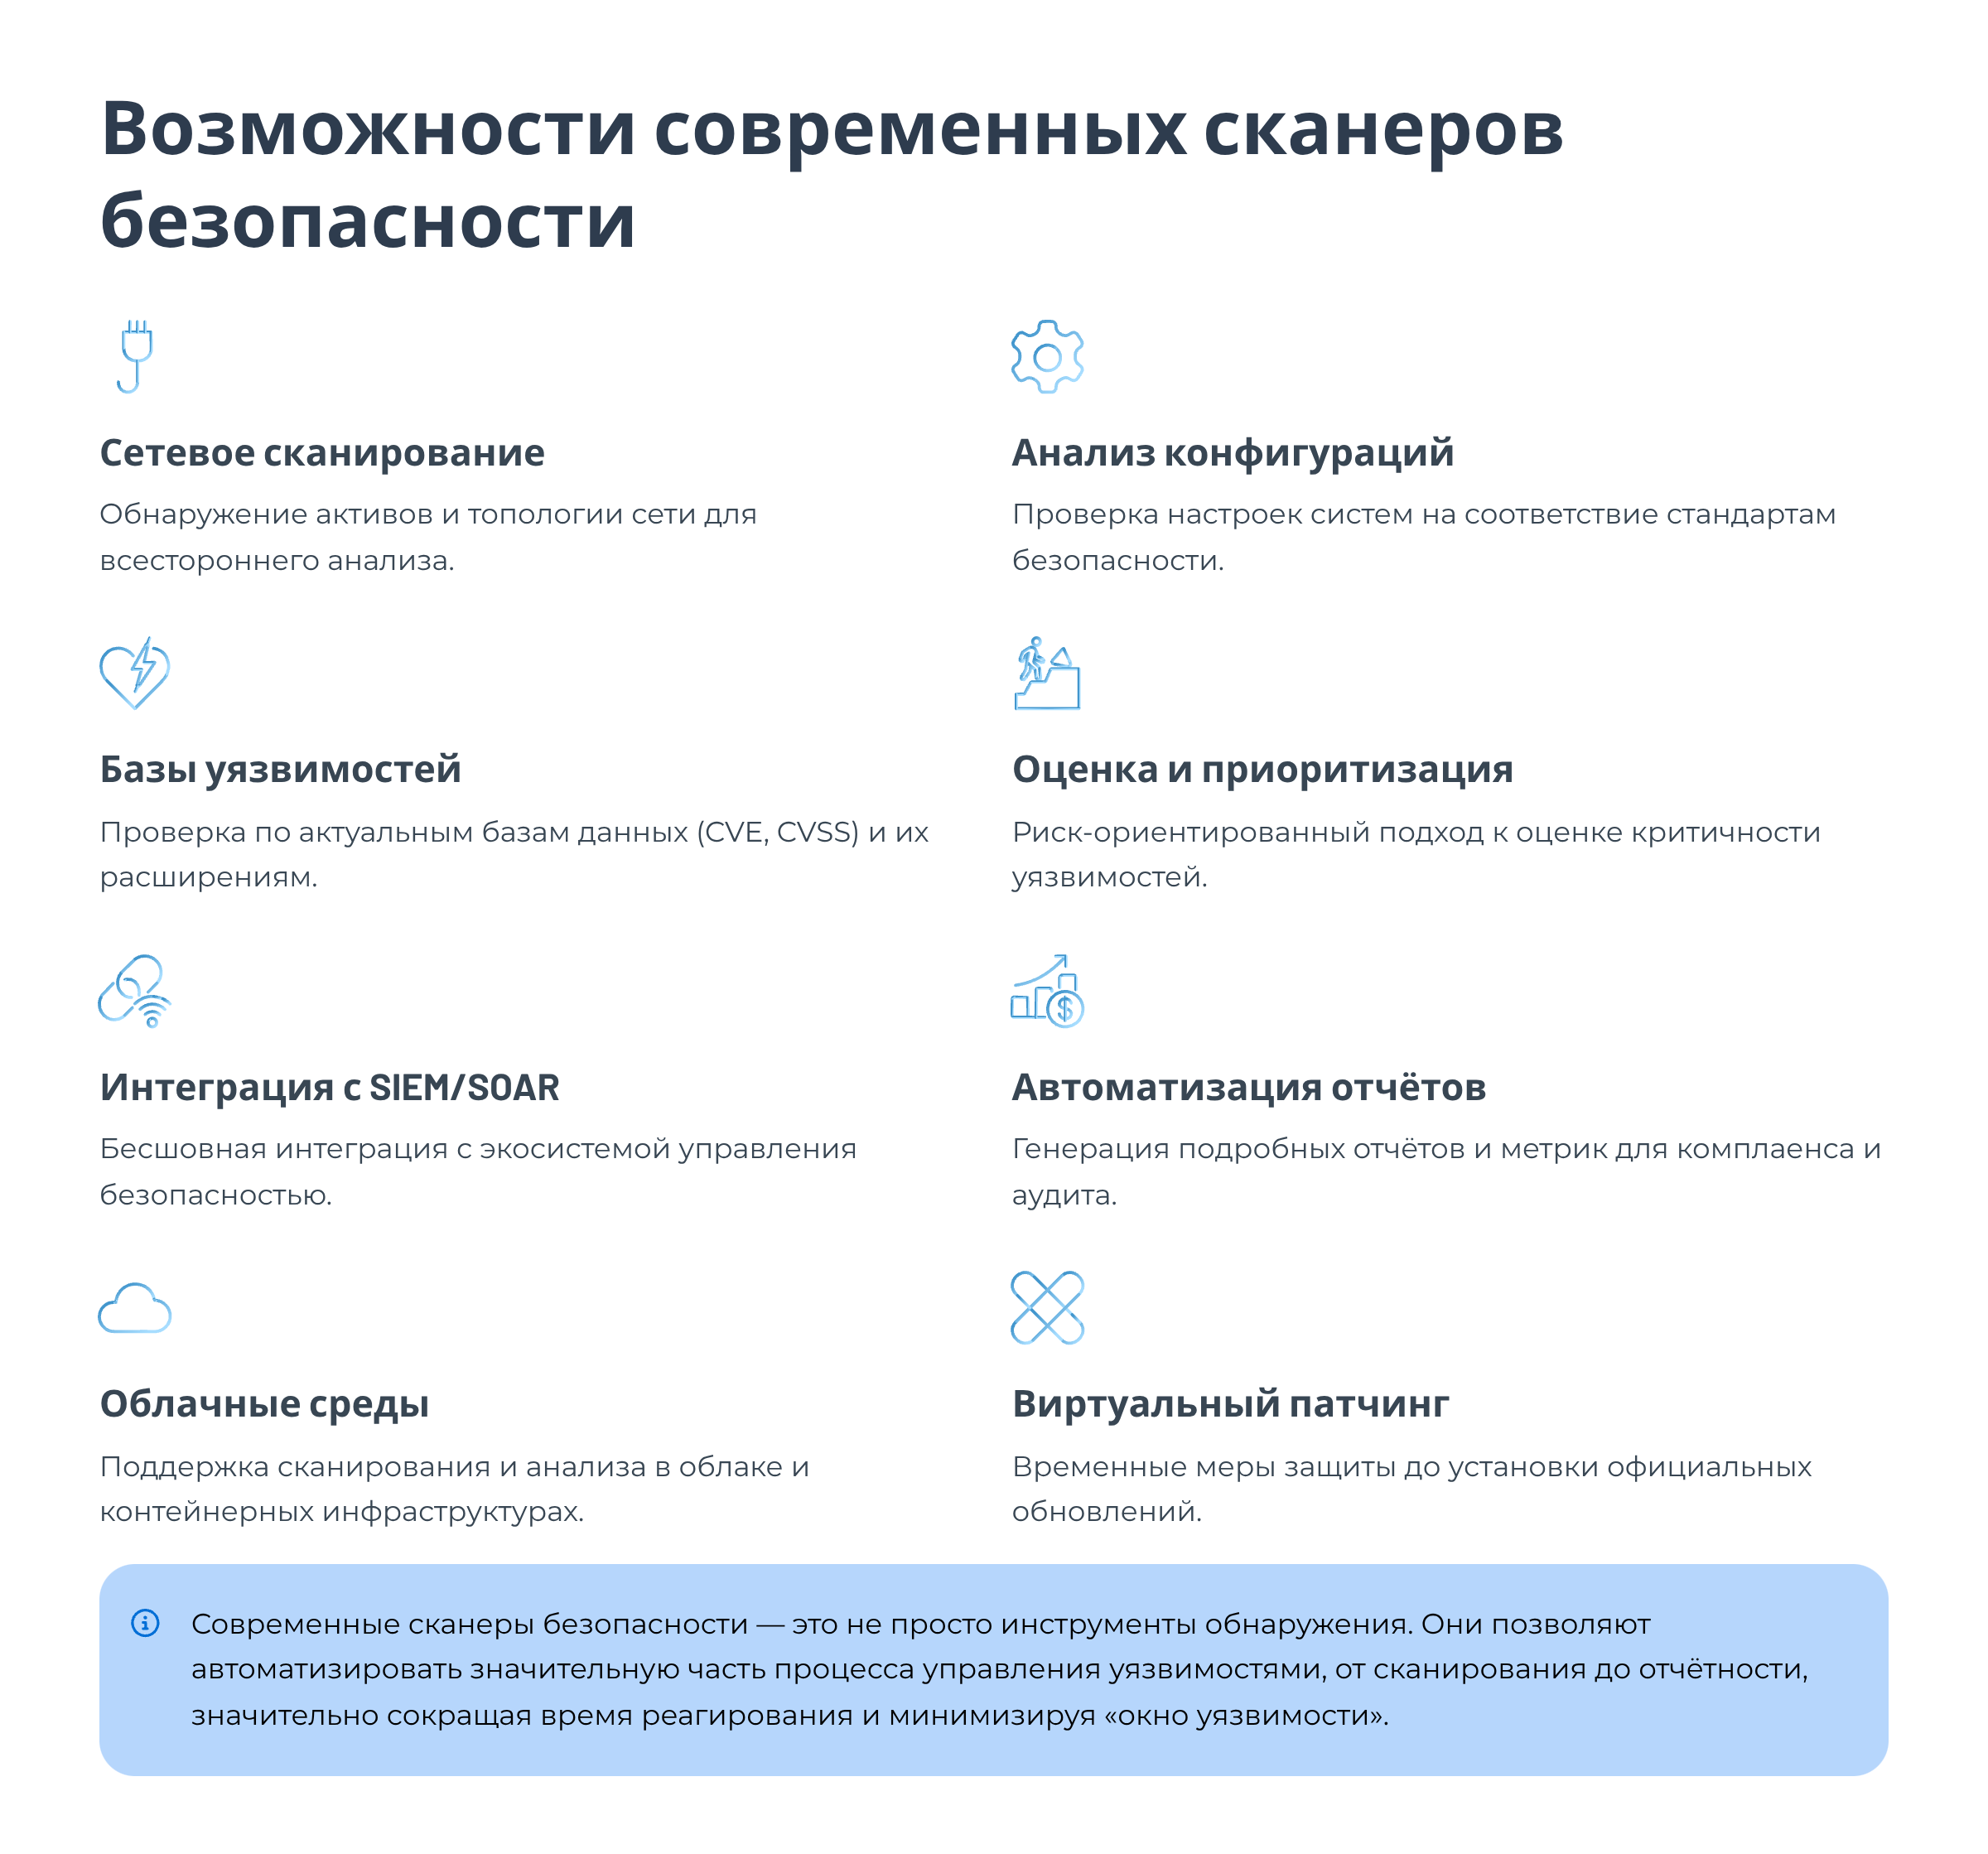 Возможности современных сканеров
безопасности
Сетевое сканирование
Обнаружение активов и топологии сети для
всестороннего анализа.
Анализ конфигураций
Проверка настроек систем на соответствие стандартам
безопасности.
Базы уязвимостей
Проверка по актуальным базам данных (CVE, CVSS) и их
расширениям.
Оценка и приоритизация
Риск-ориентированный подход к оценке критичности
уязвимостей.
Интеграция с SIEM/SOAR
Бесшовная интеграция с экосистемой управления
безопасностью.
Автоматизация отчётов
Генерация подробных отчётов и метрик для комплаенса и
аудита.
Облачные среды
Поддержка сканирования и анализа в облаке и
контейнерных инфраструктурах.
Виртуальный патчинг
Временные меры защиты до установки официальных
обновлений.
Современные сканеры безопасности — это не просто инструменты обнаружения. Они позволяют
автоматизировать значительную часть процесса управления уязвимостями, от сканирования до отчётности,
значительно сокращая время реагирования и минимизируя «окно уязвимости».